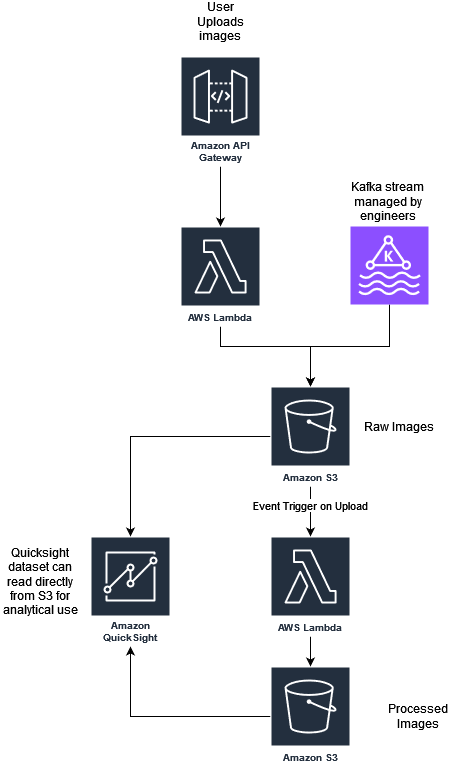 User
Uploads
images
</>
Amazon API
Gateway
Kafka stream
managed by
engineers
K
AWS Lambda
Raw Images
Amazon S3
Event Trigger on Upload
Quicksight
dataset can
read directly
from S3 for
analytical use
Amazon
QuickSight
AWS Lambda
Processed
Images
Amazon S3